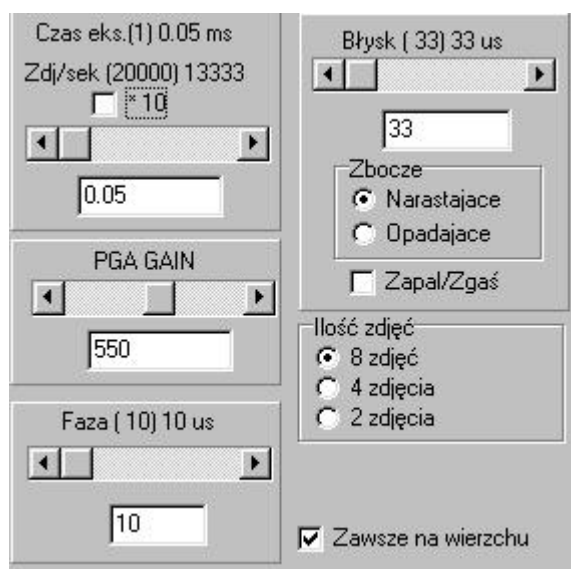 Czas eks.(1) 0.05 ms
Zdj/sek (20000) 13333
* 10
0.05
PGA GAIN
550
Faza ( 10) 10 us
10
Błysk ( 33) 33 us
33
Zbocze
Narastajace
Opadajace
Zapal/Zgaś
Ilość zdjęć
8 zdjęć
4 zdjęcia
2 zdjęcia
Zawsze na wierzchu